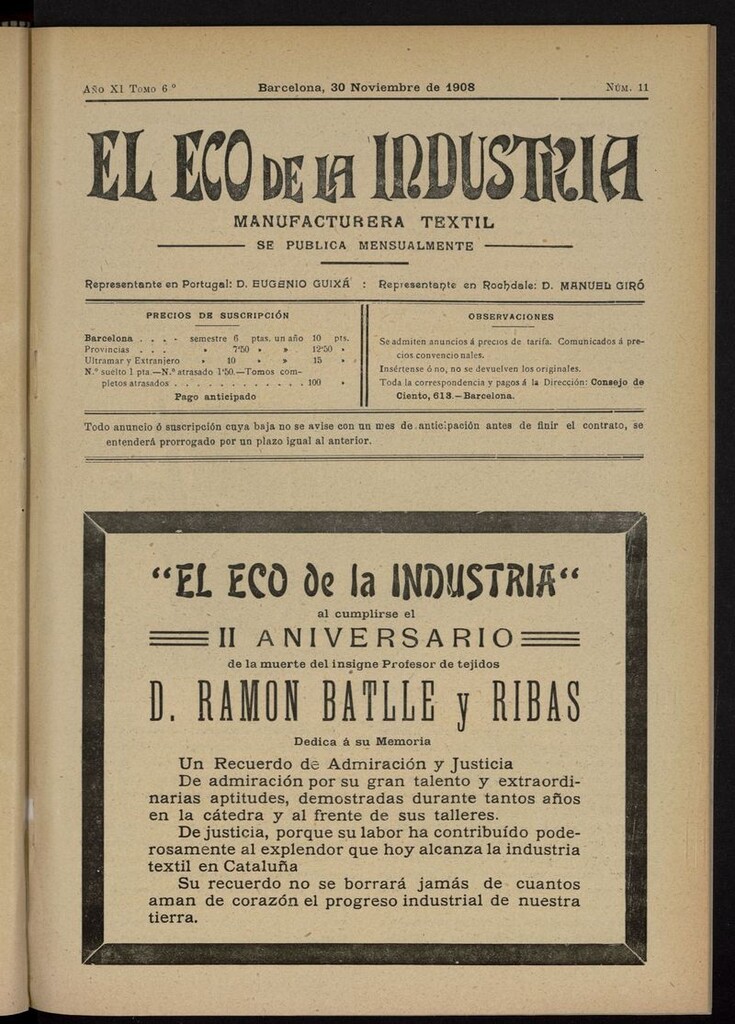 AÑO XI TOMO 6º Barcelona, 30 Noviembre de 1908 NÚM. 11
EL ECO DE LA INDUSTRIA
MANUFACTURERA TEXTIL
SE PUBLICA MENSUALMENTE
Representante en Portugal: D. EUGENIO GUIXÁ : Representante en Rochdale: D. MANUEL GIRÓ
PRECIOS DE SUSCRIPCIÓN
Barcelona . . . . semestre 6 ptas. un año 10 pts.
Provincias . . . » 7'50 » » 12'50 »
Ultramar y Extranjero » 10 » » 15 »
N.º suelto 1 pta.—N.º atrasado 1'50.—Tomos com-
pletos atrasados . . . . . . . . . . . . 100 »
Pago anticipado
OBSERVACIONES
Se admiten anuncios á precios de tarifa. Comunicados á pre-
cios convencionales.
Insértense ó no, no se devuelven los originales.
Toda la correspondencia y pagos á la Dirección: Consejo de
Ciento, 613.—Barcelona.
Todo anuncio ó suscripción cuya baja no se avise con un mes de anticipación antes de finir el contrato, se
entenderá prorrogado por un plazo igual al anterior.
“EL ECO de la INDUSTRIA“
al cumplirse el
II ANIVERSARIO
de la muerte del insigne Profesor de tejidos
D. RAMON BATLLE y RIBAS
Dedica á su Memoria
Un Recuerdo de Admiración y Justicia
De admiración por su gran talento y extraordi-
narias aptitudes, demostradas durante tantos años
en la cátedra y al frente de sus talleres.
De justicia, porque su labor ha contribuído pode-
rosamente al explendor que hoy alcanza la industria
textil en Cataluña
Su recuerdo no se borrará jamás de cuantos
aman de corazón el progreso industrial de nuestra
tierra.